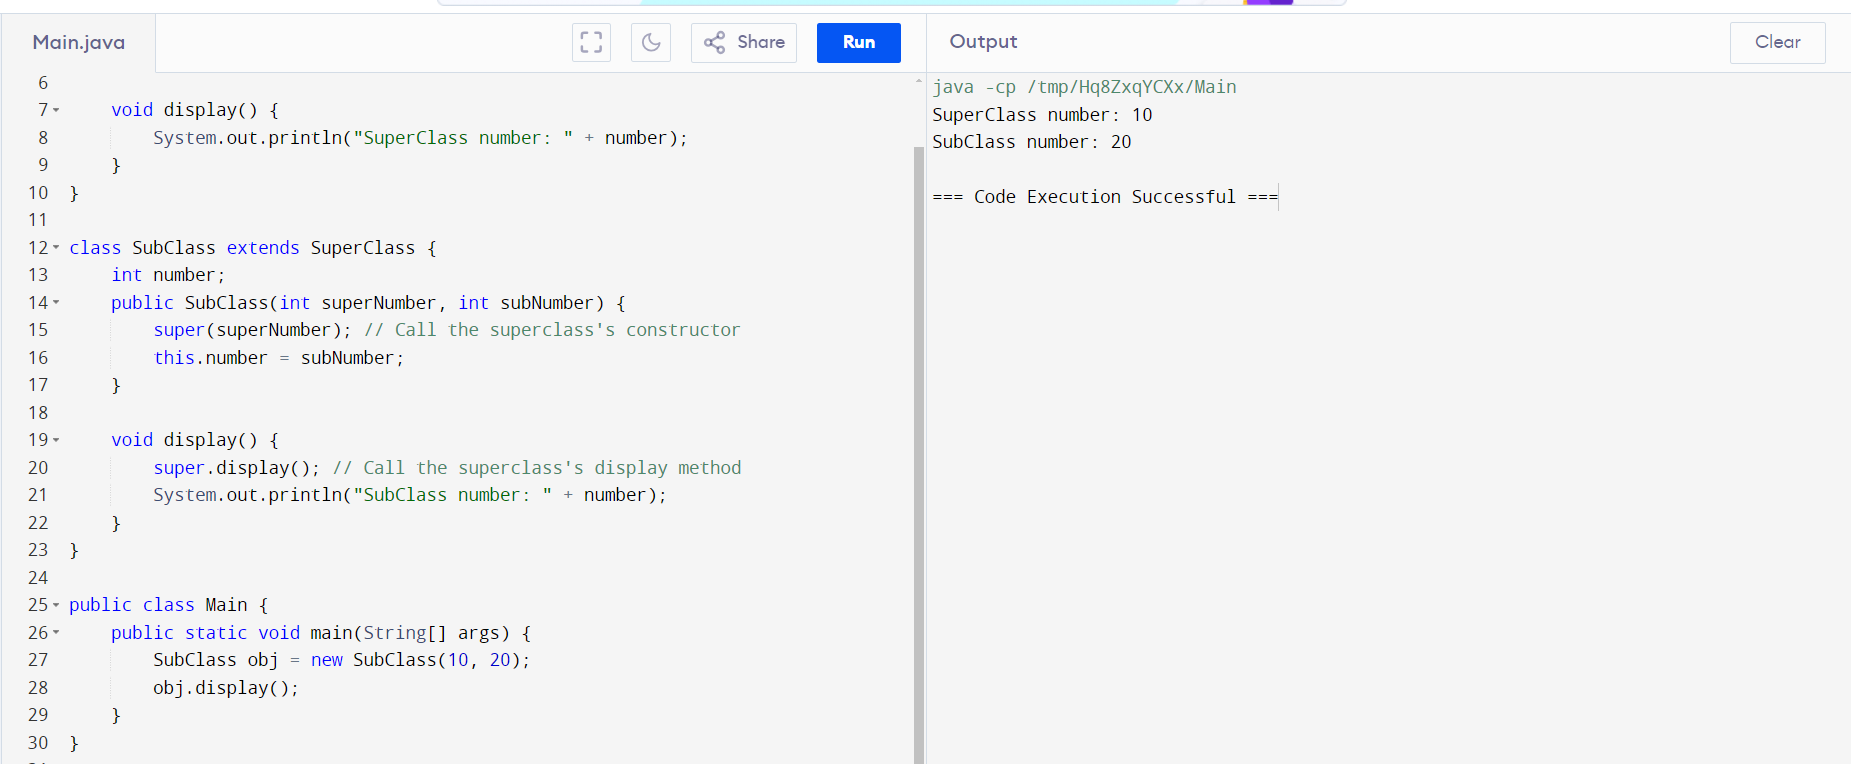 Main.java
Share
Run
Output
Clear
6
7 void display() {
8 System.out.println("SuperClass number: " + number);
9 }
10 }
11
12 class SubClass extends SuperClass {
13 int number;
14 public SubClass(int superNumber, int subNumber) {
15 super(superNumber); // Call the superclass's constructor
16 this.number = subNumber;
17 }
18
19 void display() {
20 super.display(); // Call the superclass's display method
21 System.out.println("SubClass number: " + number);
22 }
23 }
24
25 public class Main {
26 public static void main(String[] args) {
27 SubClass obj = new SubClass(10, 20);
28 obj.display();
29 }
30 }
java -cp /tmp/Hq8ZxqYCXx/Main
SuperClass number: 10
SubClass number: 20
=== Code Execution Successful ===